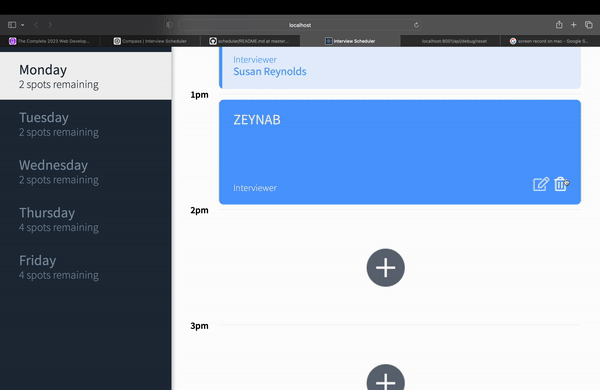 localhost
The Complete 2023 Web Develop...
Compass | Interview Scheduler
scheduler/README.md at master...
Interview Scheduler
localhost:8001/api/debug/reset
screen record on mac - Google S...
Monday
2 spots remaining
Tuesday
2 spots remaining
Wednesday
2 spots remaining
Thursday
4 spots remaining
Friday
4 spots remaining
Interviewer
Susan Reynolds
1pm
ZEYNAB
Interviewer
2pm
3pm